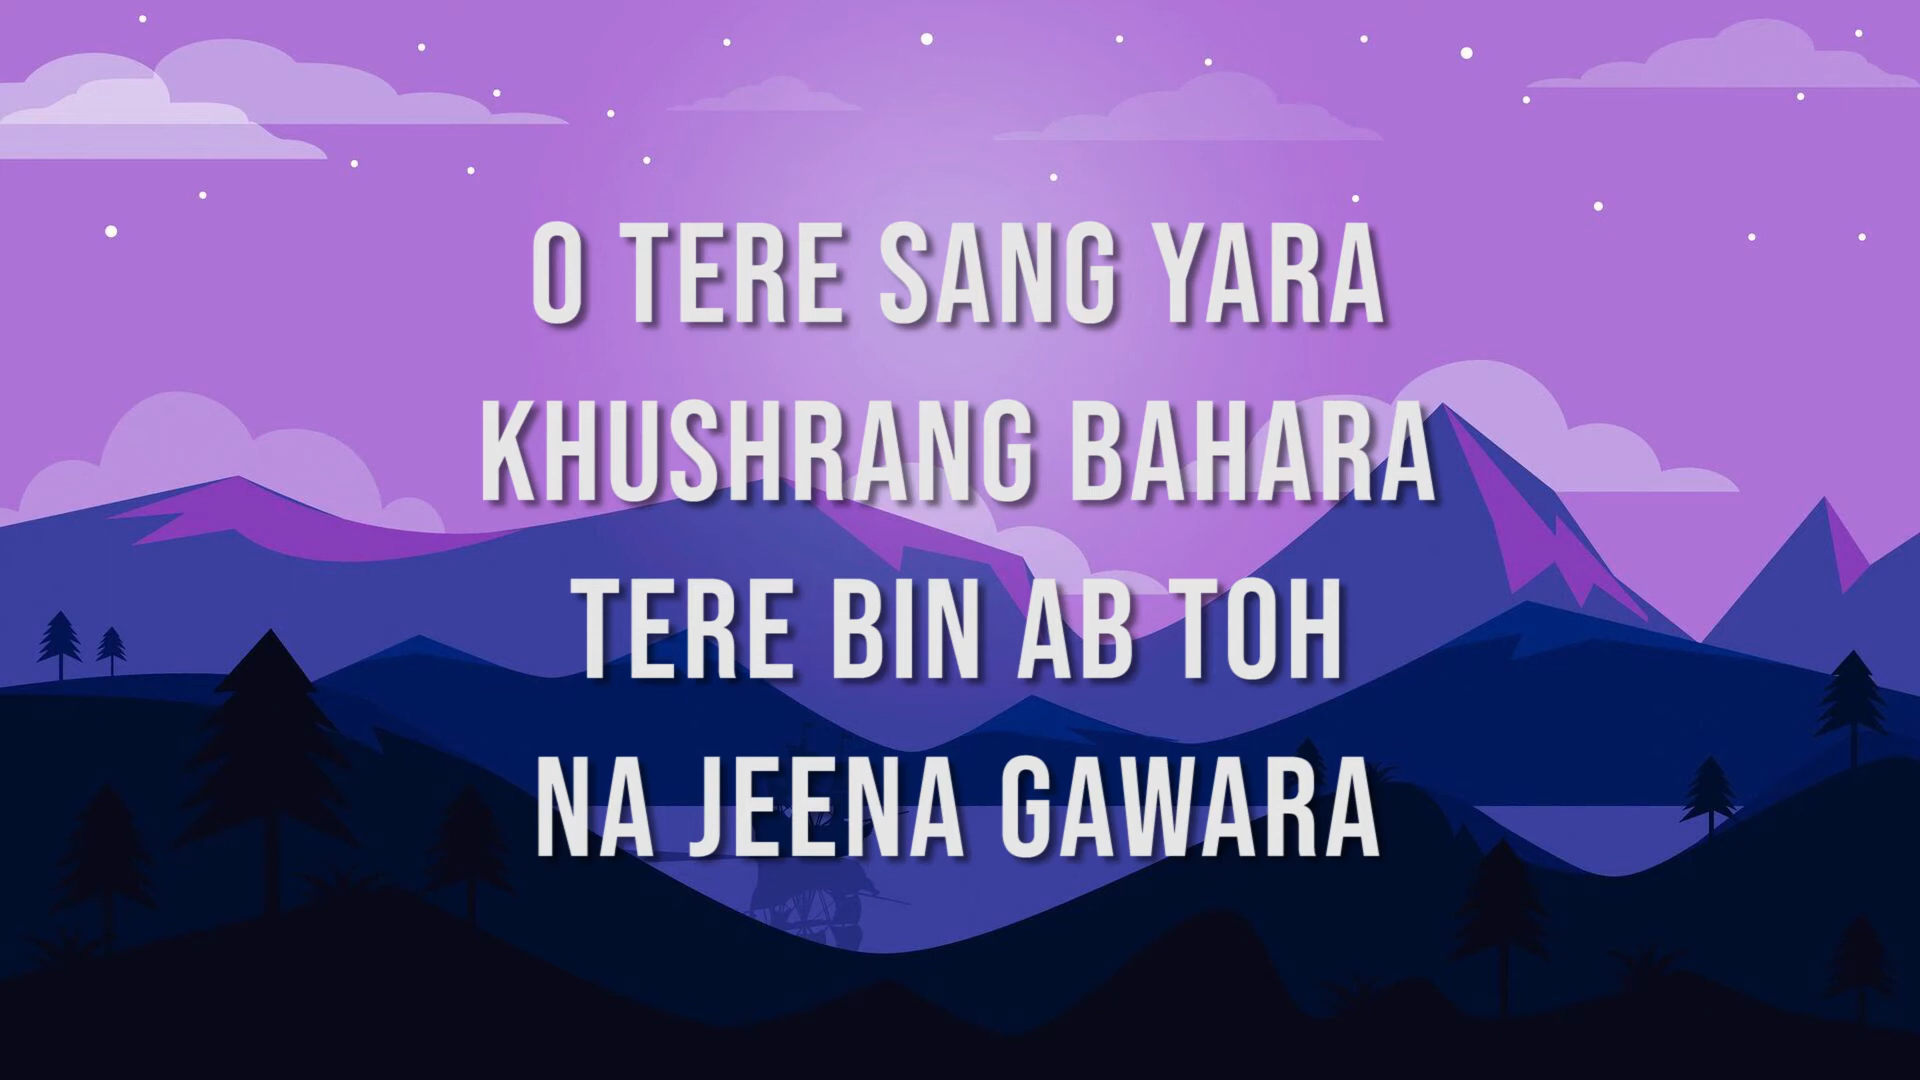 O TERE SANG YARA
KHUSHRANG BAHARA
TERE BIN AB TOH
NA JEENA GAWARA